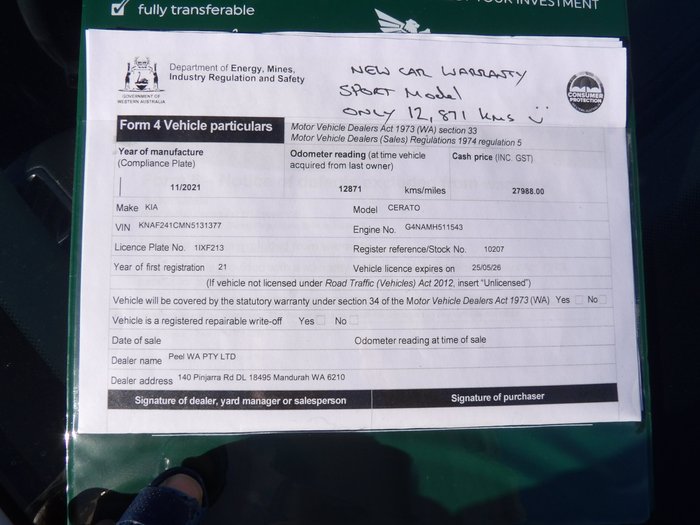 fully transferable
YOUR INVESTMENT
GOVERNMENT OF
WESTERN AUSTRALIA
Department of Energy, Mines,
Industry Regulation and Safety
NEW CAR WARRANTY
SPORT MODEL
ONLY 12,871 KMS
CONSUMER
PROTECTION
Form 4 Vehicle particulars
Motor Vehicle Dealers Act 1973 (WA) section 33
Motor Vehicle Dealers (Sales) Regulations 1974 regulation 5
Year of manufacture
(Compliance Plate)
Odometer reading (at time vehicle
acquired from last owner)
Cash price (INC. GST)
11/2021 12871 kms/miles 27988.00
Make KIA Model CERATO
VIN KNAF241CMN5131377 Engine No. G4NAMH511543
Licence Plate No. 1IXF213 Register reference/Stock No. 10207
Year of first registration 21 Vehicle licence expires on 25/05/26
(If vehicle not licensed under Road Traffic (Vehicles) Act 2012, insert "Unlicensed")
Vehicle will be covered by the statutory warranty under section 34 of the Motor Vehicle Dealers Act 1973 (WA) Yes No
Vehicle is a registered repairable write-off Yes No
Date of sale Odometer reading at time of sale
Dealer name Peel WA PTY LTD
Dealer address 140 Pinjarra Rd DL 18495 Mandurah WA 6210
Signature of dealer, yard manager or salesperson Signature of purchaser